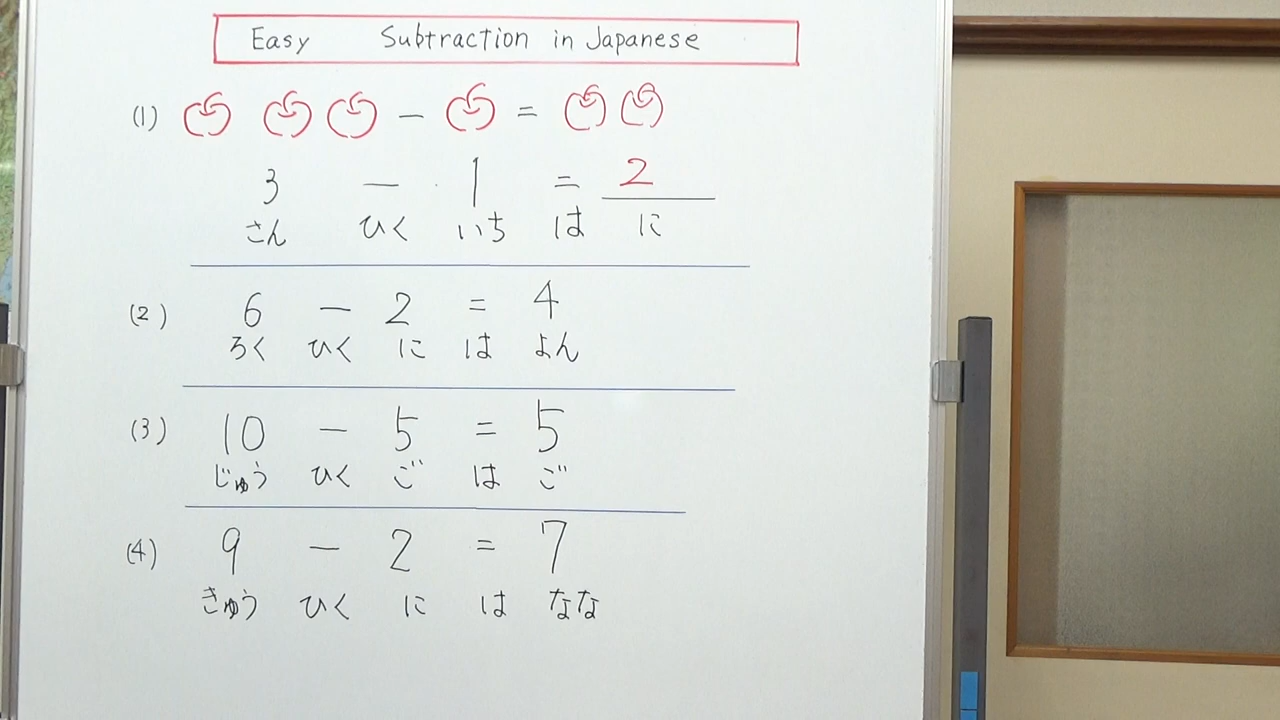 Easy Subtraction in Japanese
(1) - =
3 - 1 = 2
さん ひく いち は に
(2) 6 - 2 = 4
ろく ひく に は よん
(3) 10 - 5 = 5
じゅう ひく ご は ご
(4) 9 - 2 = 7
きゅう ひく に は なな